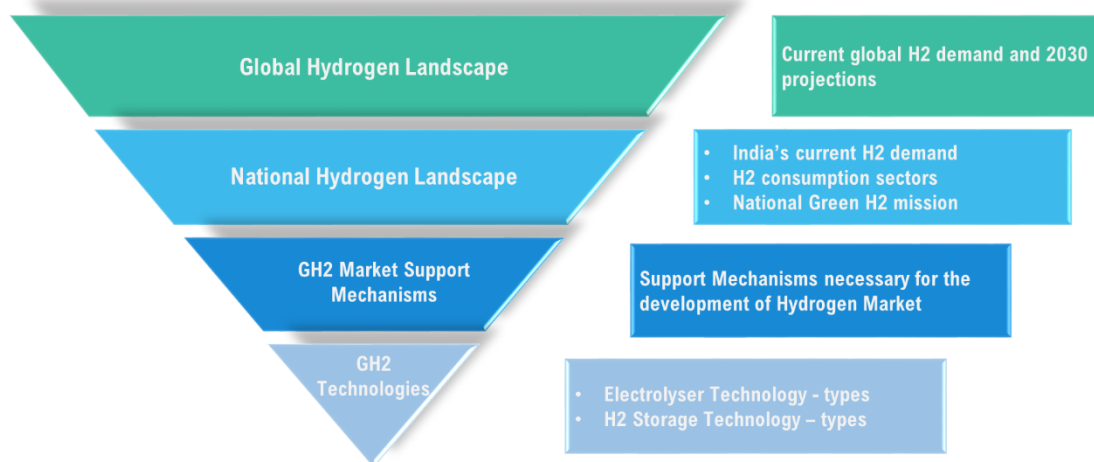 Global Hydrogen Landscape
Current global H2 demand and 2030
projections
National Hydrogen Landscape
• India's current H2 demand
• H2 consumption sectors
• National Green H2 mission
GH2 Market Support
Mechanisms
Support Mechanisms necessary for the
development of Hydrogen Market
GH2
Technologies
• Electrolyser Technology - types
• H2 Storage Technology – types